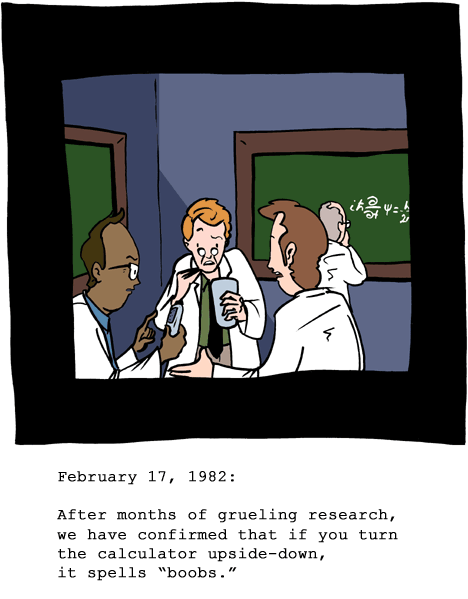 iℏ ∂/∂t ψ=
February 17, 1982:
After months of grueling research,
we have confirmed that if you turn
the calculator upside-down,
it spells “boobs.”